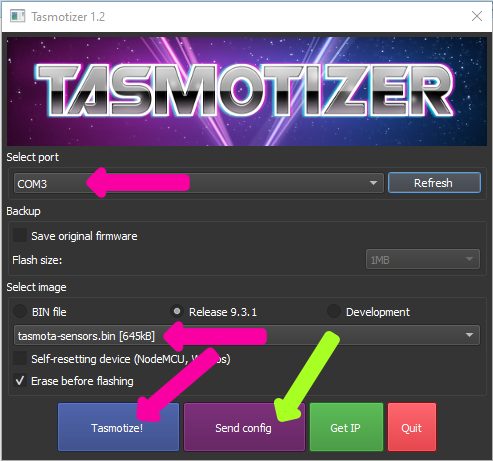 Tasmotizer 1.2
TASMOTIZER
Select port
COM3
Refresh
Backup
Save original firmware
Flash size:
1MB
Select image
BIN file
Release 9.3.1
Development
tasmota-sensors.bin [645kB]
Self-resetting device (NodeMCU,
Erase before flashing
Tasmotize!
Send config
Get IP
Quit